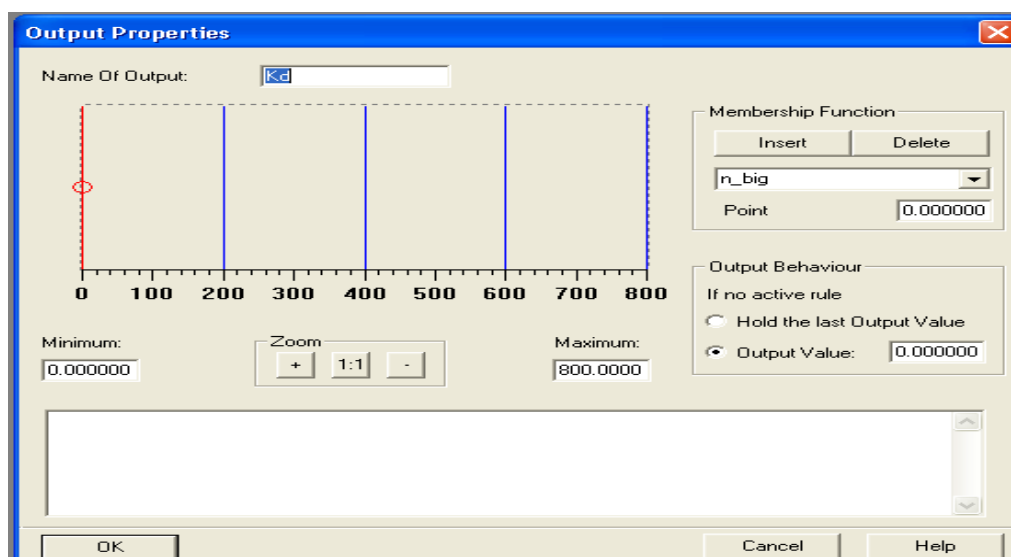 Output Properties
Name Of Output:
Kd
0 100 200 300 400 500 600 700 800
Minimum:
0.000000
Zoom
+ 1:1 -
Maximum:
800.0000
Membership Function
Insert Delete
n_big
Point 0.000000
Output Behaviour
If no active rule
Hold the last Output Value
Output Value: 0.000000
OK Cancel Help